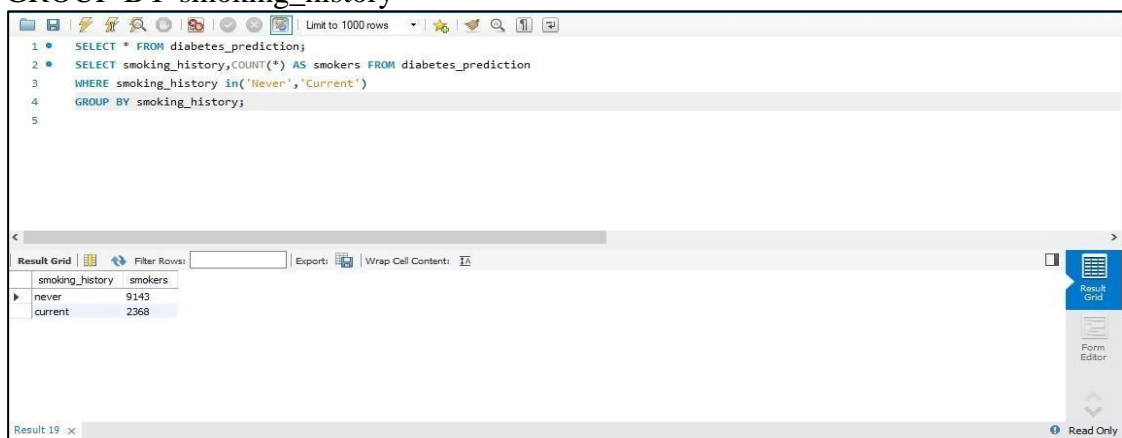 GROUP BY smoking_history
Limit to 1000 rows
1 SELECT * FROM diabetes_prediction;
2 SELECT smoking_history,COUNT(*) AS smokers FROM diabetes_prediction
3 WHERE smoking_history in('Never','Current')
4 GROUP BY smoking_history;
5
Result Grid Filter Rows: Export: Wrap Cell Content: IA
smoking_history smokers
never 9143
current 2368
Result Grid
Form Editor
Result 19 x Read Only